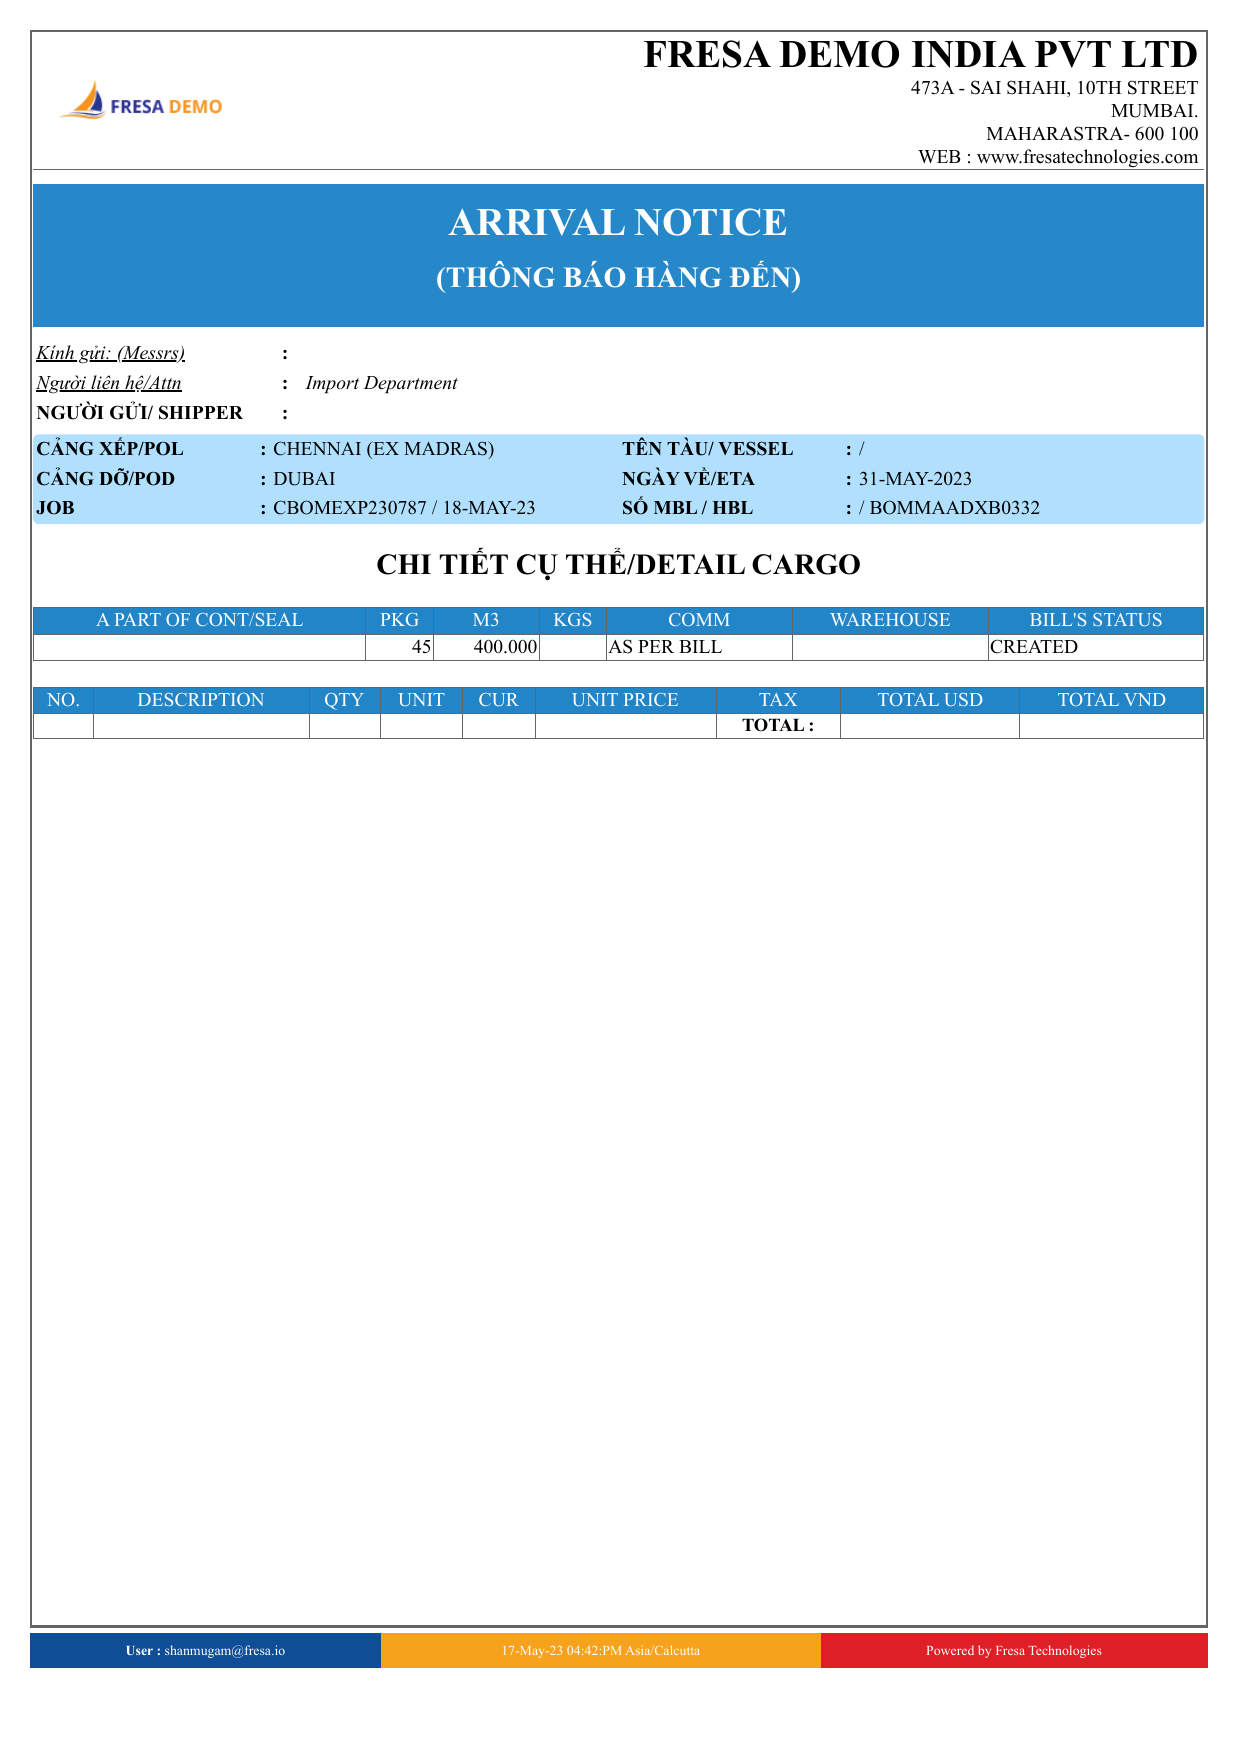 FRESA DEMO
FRESA DEMO INDIA PVT LTD
473A - SAI SHAHI, 10TH STREET
MUMBAI.
MAHARASTRA- 600 100
WEB : www.fresatechnologies.com
ARRIVAL NOTICE
(THÔNG BÁO HÀNG ĐẾN)
Kính gửi: (Messrs) :
Người liên hệ/Attn : Import Department
NGƯỜI GỬI/ SHIPPER :
CẢNG XẾP/POL : CHENNAI (EX MADRAS) TÊN TÀU/ VESSEL : /
CẢNG DỠ/POD : DUBAI NGÀY VỀ/ETA : 31-MAY-2023
JOB : CBOMEXP230787 / 18-MAY-23 SỐ MBL / HBL : / BOMMAADXB0332
CHI TIẾT CỤ THỂ/DETAIL CARGO
A PART OF CONT/SEAL PKG M3 KGS COMM WAREHOUSE BILL'S STATUS
45 400.000 AS PER BILL CREATED
NO. DESCRIPTION QTY UNIT CUR UNIT PRICE TAX TOTAL USD TOTAL VND
TOTAL :
User : shanmugam@fresa.io 17-May-23 04:42:PM Asia/Calcutta Powered by Fresa Technologies